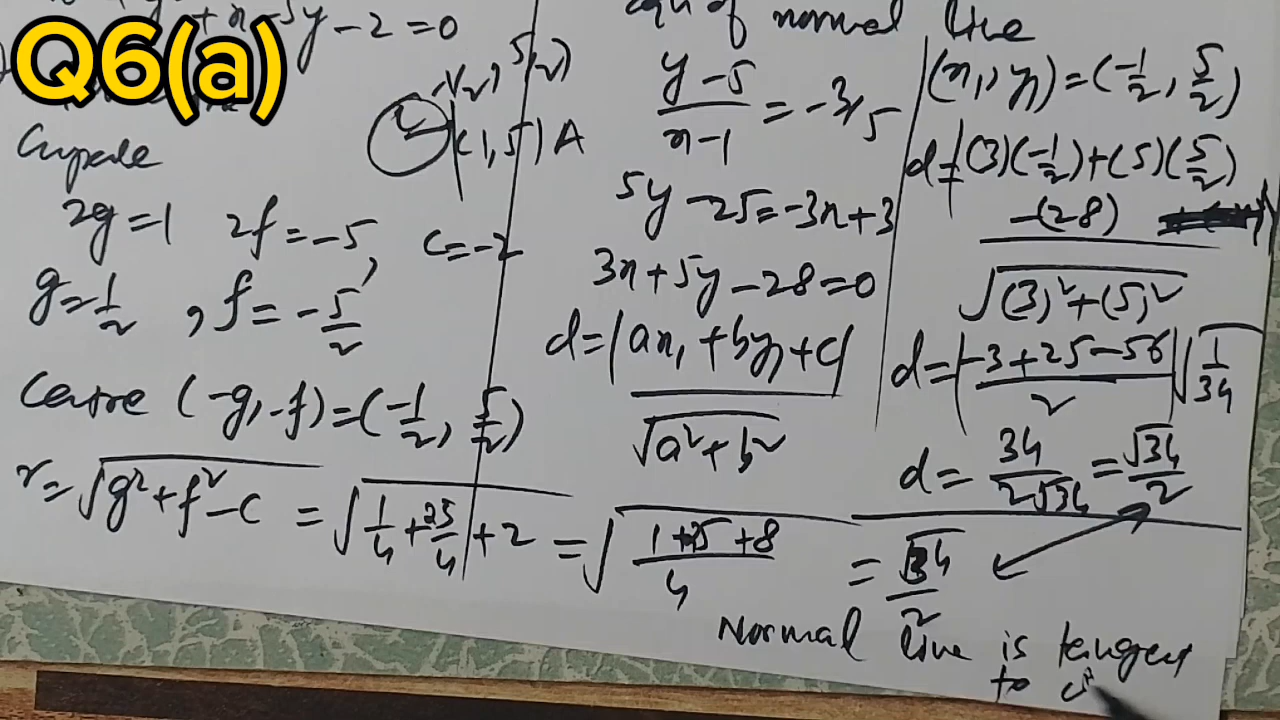 + x - 5y - 2 = 0
Q6(a)
Compare
-1/2, 5/2)
(1, 5) A
2g = 1 2f = -5, c = -2
g = 1/2 , f = -5/2
Centre (-g, -f) = (-1/2, 5/2)
r = √(g² + f² - c) = √(1/4 + 25/4 + 2) = √((1 + 25 + 8)/4) = √34/2
of normal line
(y - 5)/(x - 1) = -3/5
5y - 25 = -3x + 3
3x + 5y - 28 = 0
d = |ax₁ + by₁ + c|/√(a² + b²)
(x₁, y₁) = (-1/2, 5/2)
d = |(3)(-1/2) + (5)(5/2)
-(28)
√((3)² + (5)²)
d = |(-3 + 25 - 56)/2| √(1/34)
d = 34/(2√34) = √34/2
Normal line is tangent
to